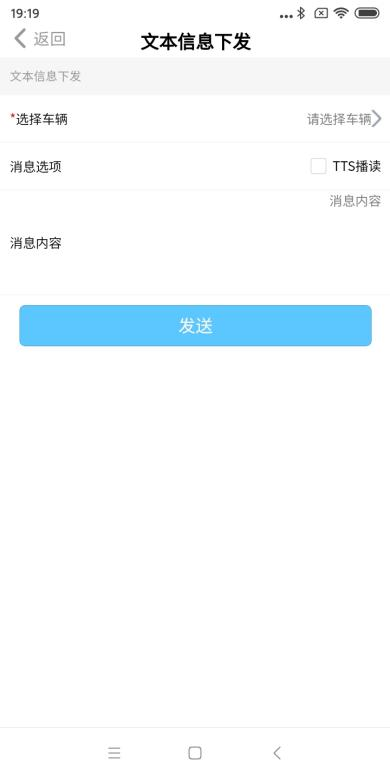 19:19
返回
文本信息下发
文本信息下发
*选择车辆 请选择车辆
消息选项 TTS播读
消息内容
消息内容
发送